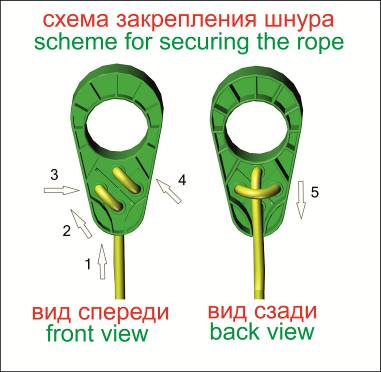 схема закрепления шнура
scheme for securing the rope
3
4
5
2
1
вид спереди
front view
вид сзади
back view